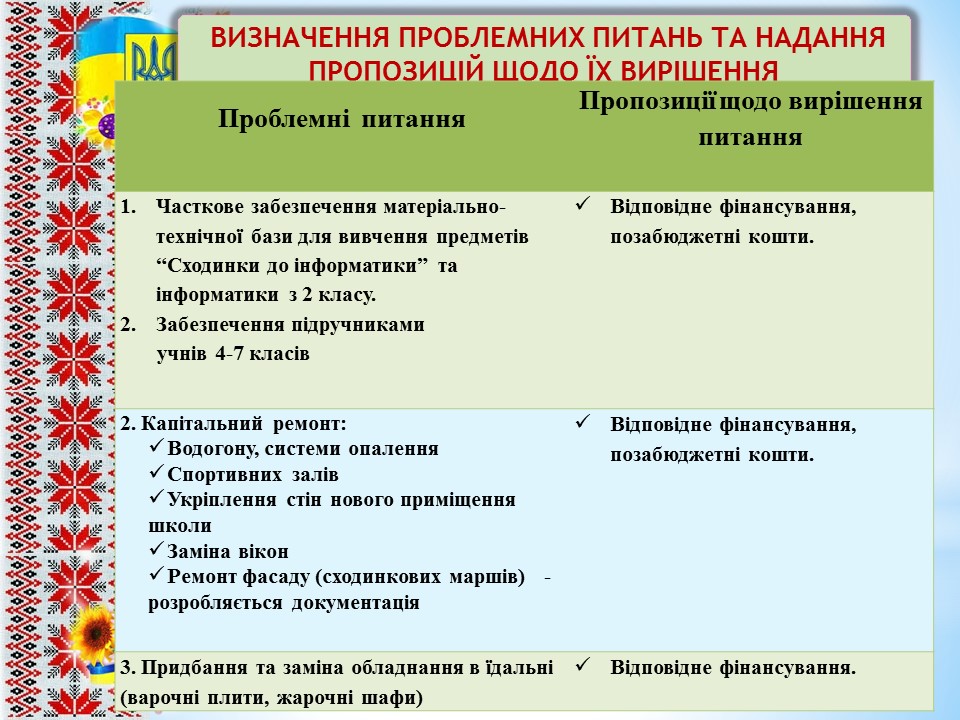 ВИЗНАЧЕННЯ ПРОБЛЕМНИХ ПИТАНЬ ТА НАДАННЯ
ПРОПОЗИЦІЙ ЩОДО ЇХ ВИРІШЕННЯ
Проблемні питання
Пропозиції щодо вирішення
питання
1. Часткове забезпечення матеріально-
технічної бази для вивчення предметів
“Сходинки до інформатики” та
інформатики з 2 класу.
2. Забезпечення підручниками
учнів 4-7 класів
✓ Відповідне фінансування,
позабюджетні кошти.
2. Капітальний ремонт:
✓Водогону, системи опалення
✓Спортивних залів
✓Укріплення стін нового приміщення
школи
✓Заміна вікон
✓Ремонт фасаду (сходинкових маршів) -
розробляється документація
✓ Відповідне фінансування,
позабюджетні кошти.
3. Придбання та заміна обладнання в їдальні
(варочні плити, жарочні шафи)
✓ Відповідне фінансування.